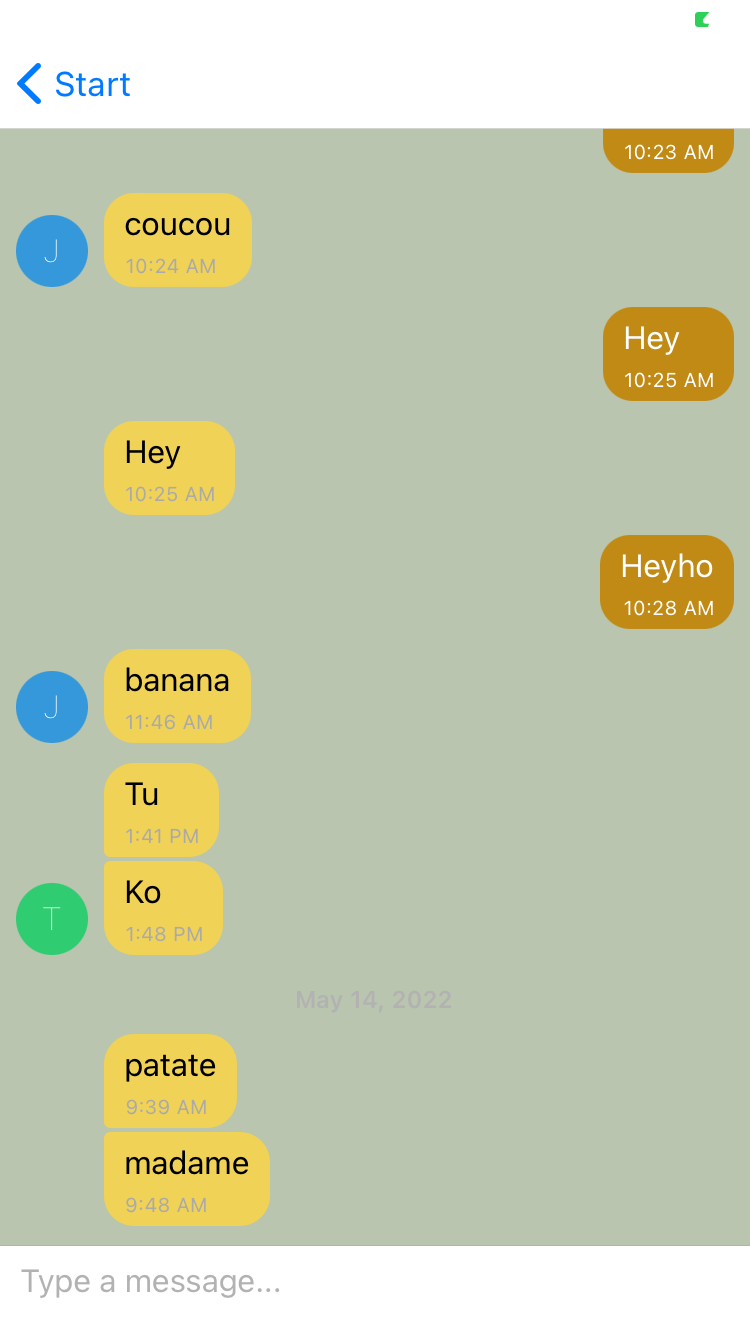 Start
10:23 AM
coucou
J
10:24 AM
Hey
10:25 AM
Hey
10:25 AM
Heyho
10:28 AM
banana
J
11:46 AM
Tu
1:41 PM
Ko
T
1:48 PM
May 14, 2022
patate
9:39 AM
madame
9:48 AM
Type a message...